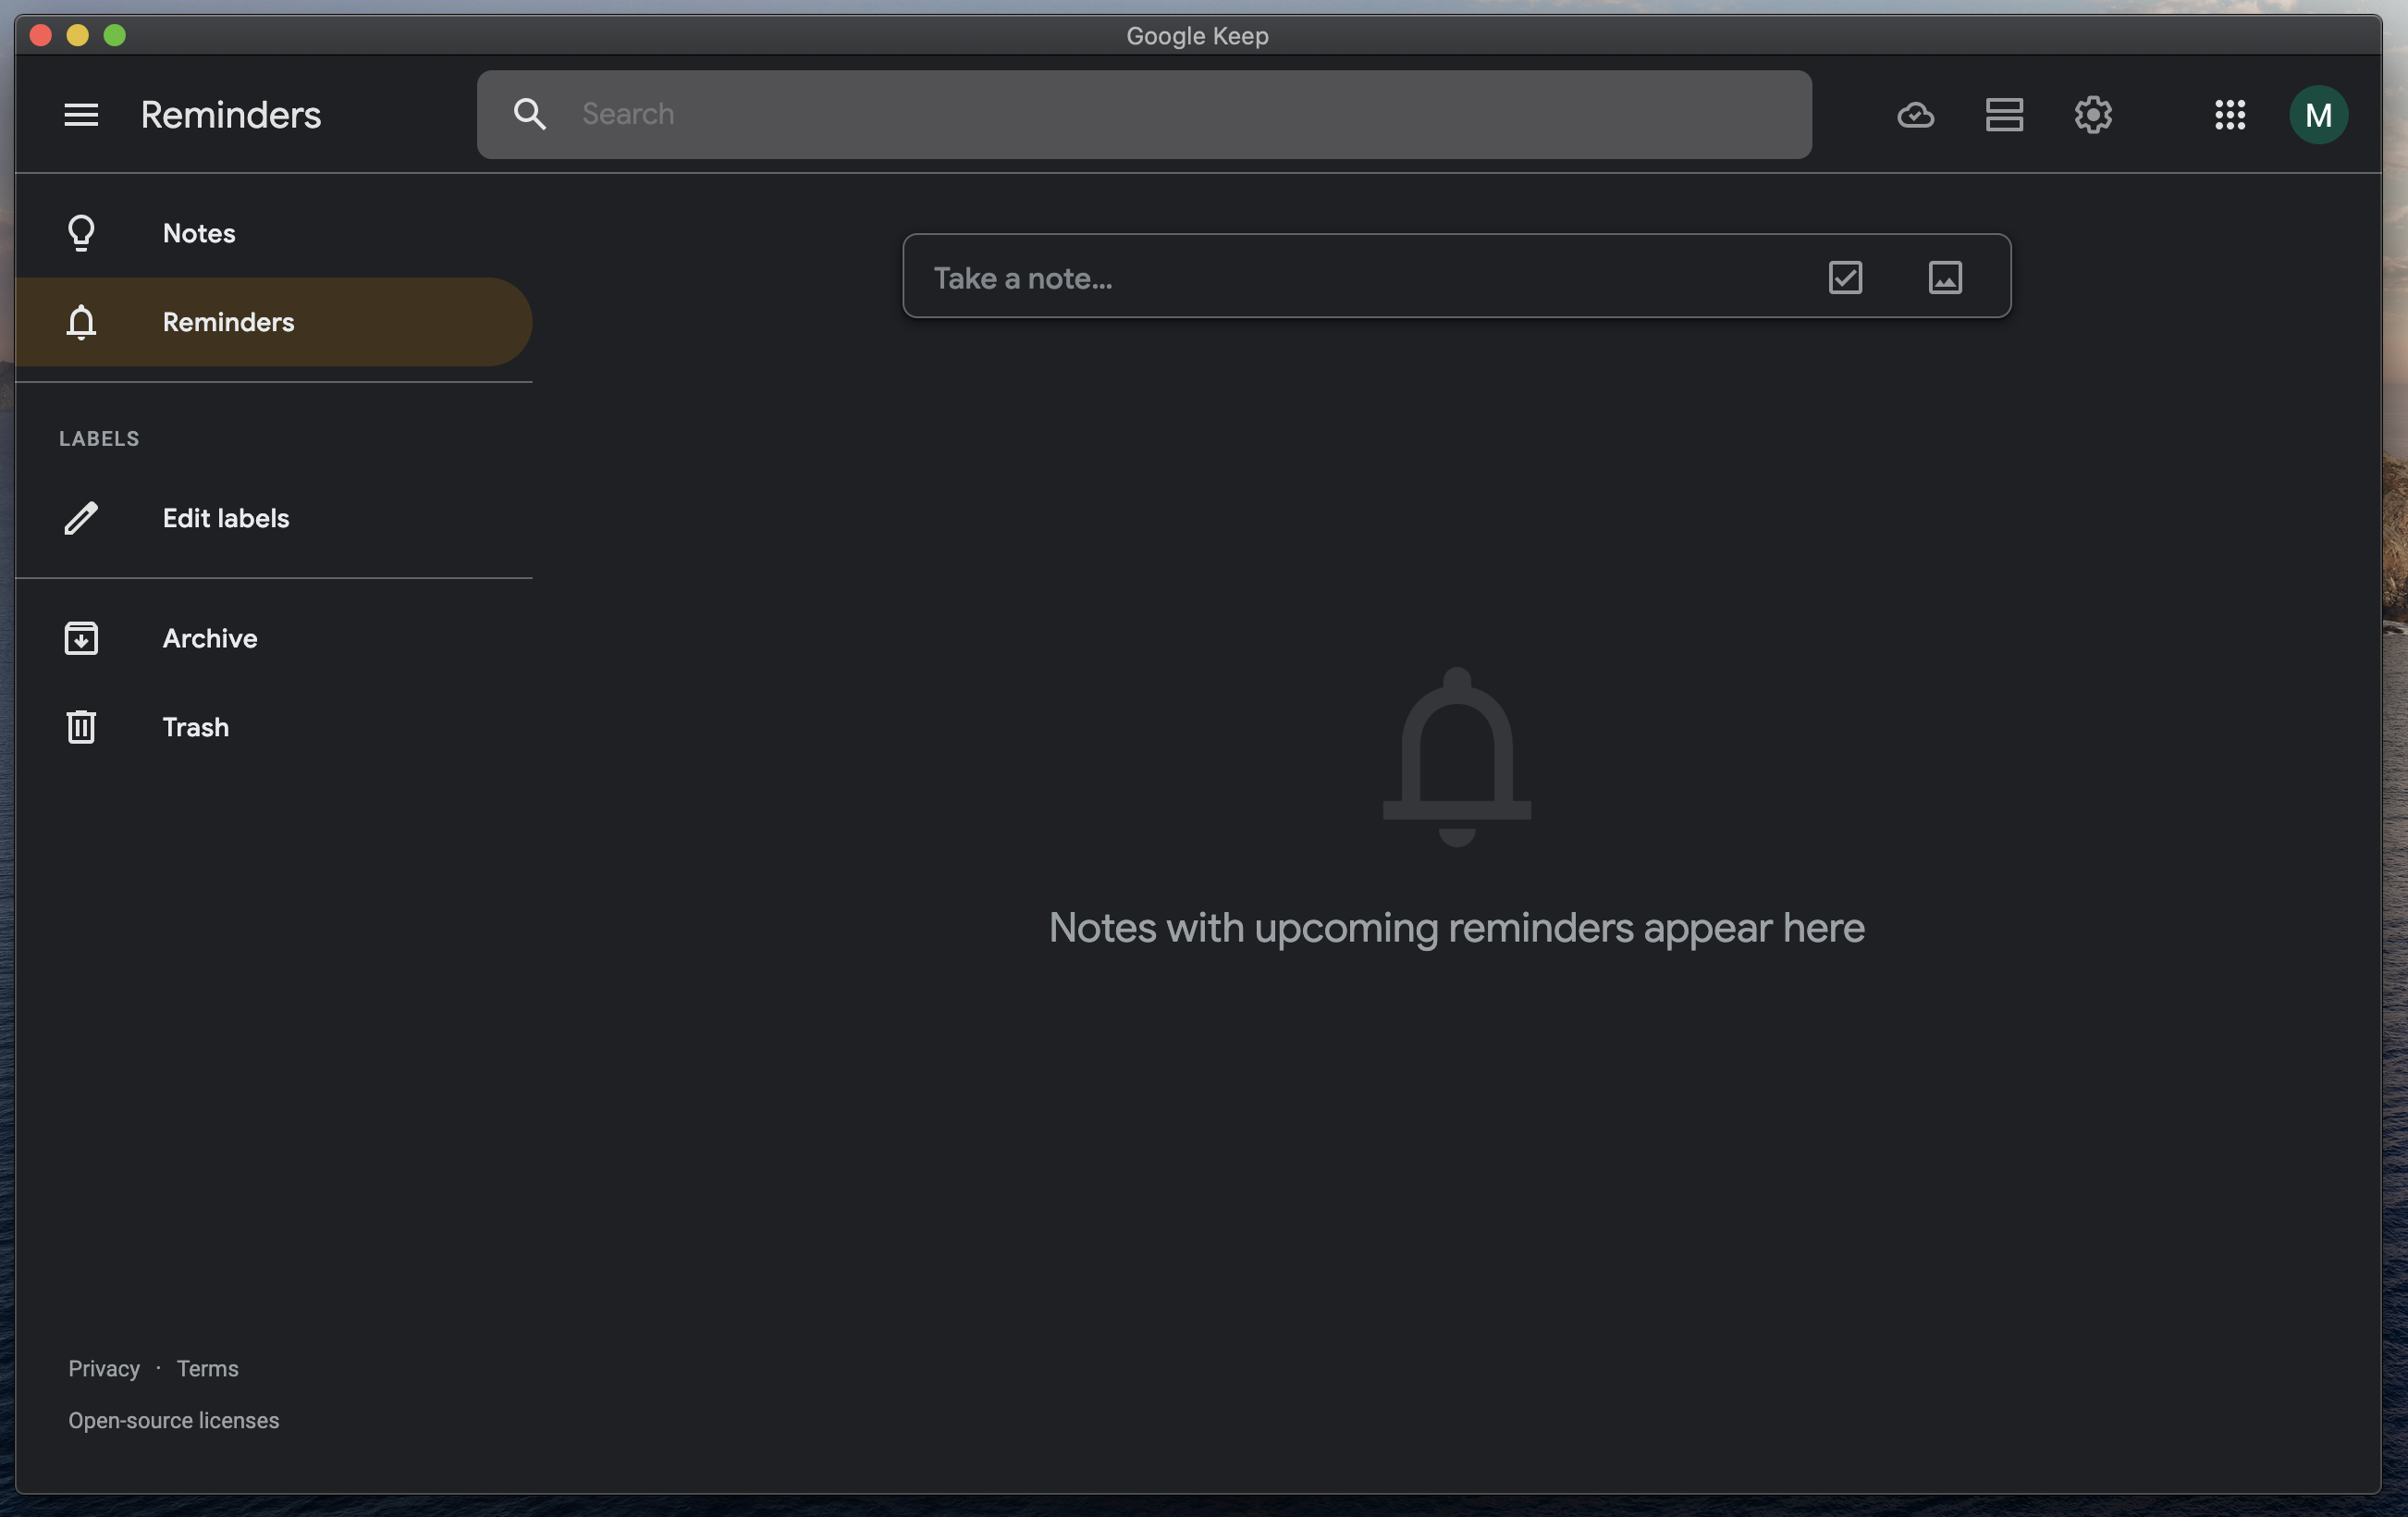 Google Keep
Reminders
Search
M
Notes
Take a note...
Reminders
LABELS
Edit labels
Archive
Trash
Notes with upcoming reminders appear here
Privacy · Terms
Open-source licenses